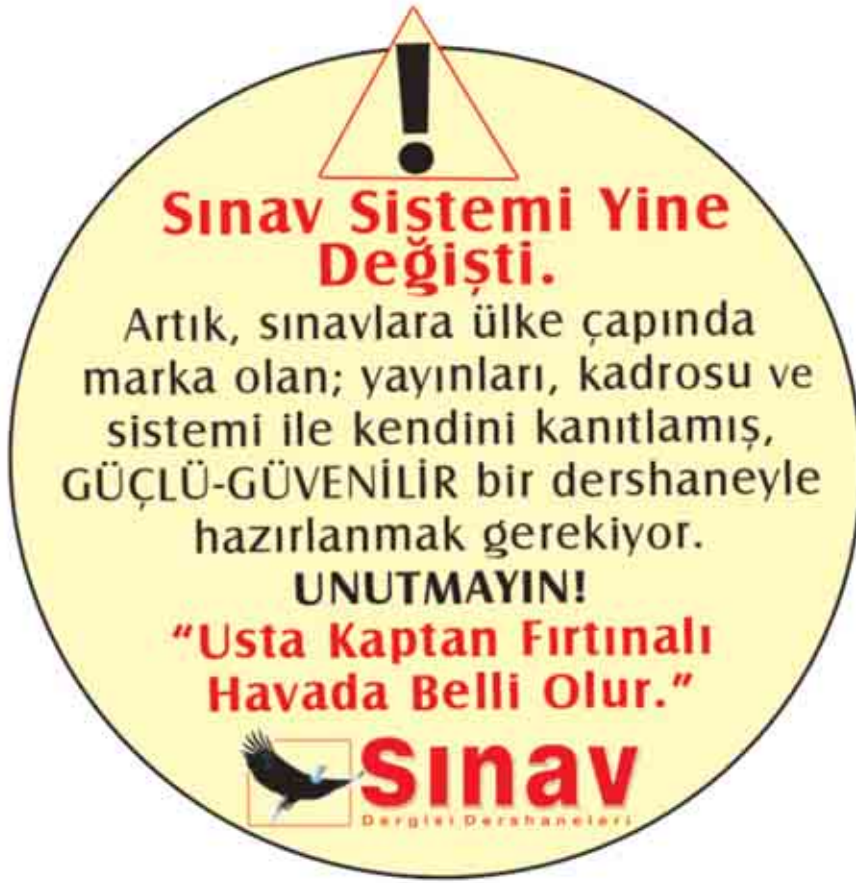 !
Sınav Sistemi Yine
Değişti.
Artık, sınavlara ülke çapında
marka olan; yayınları, kadrosu ve
sistemi ile kendini kanıtlamış,
GÜÇLÜ-GÜVENİLİR bir dershaneyle
hazırlanmak gerekiyor.
UNUTMAYIN!
“Usta Kaptan Fırtınalı
Havada Belli Olur.”
Sınav
Dergisi Dershaneleri